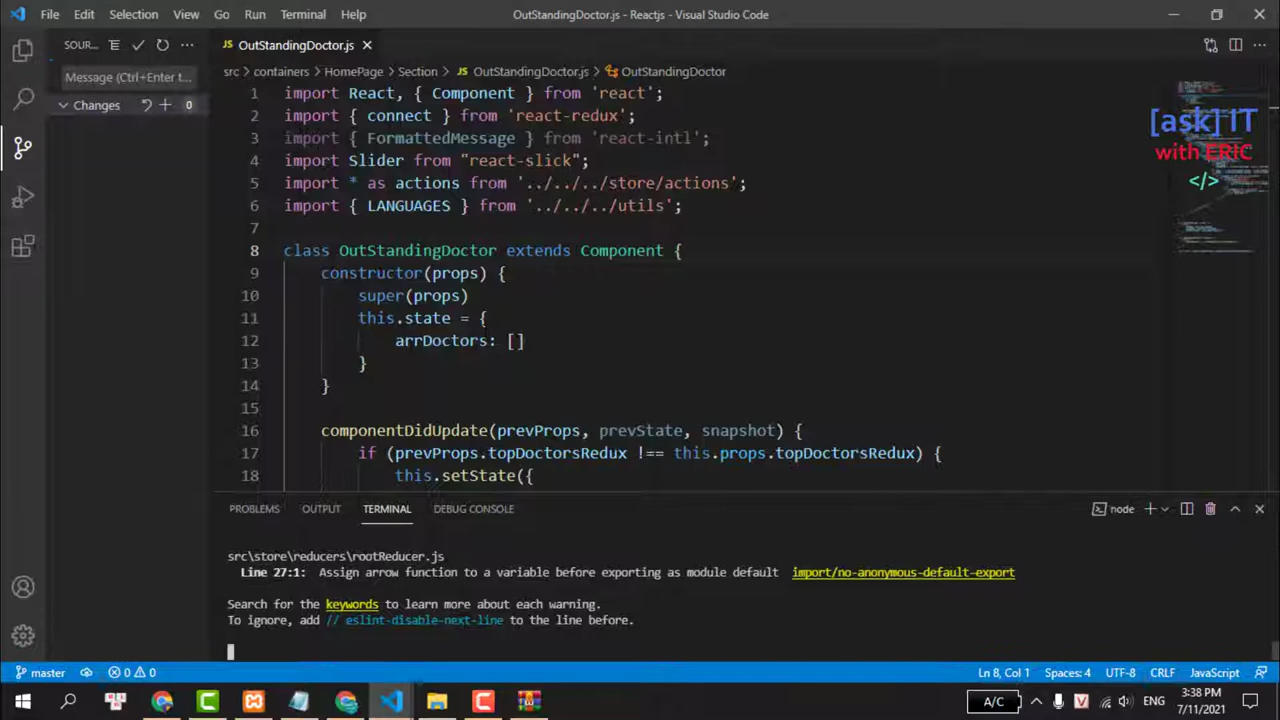 File Edit Selection View Go Run Terminal Help OutStandingDoctor.js - Reactjs - Visual Studio Code
SOUR... JS OutStandingDoctor.js
Message (Ctrl+Enter t... src > containers > HomePage > Section > JS OutStandingDoctor.js > OutStandingDoctor
Changes 0
1 import React, { Component } from 'react';
2 import { connect } from 'react-redux';
3 import { FormattedMessage } from 'react-intl';
4 import Slider from "react-slick";
5 import * as actions from '../../../store/actions';
6 import { LANGUAGES } from '../../../utils';
7
8 class OutStandingDoctor extends Component {
9 constructor(props) {
10 super(props)
11 this.state = {
12 arrDoctors: []
13 }
14 }
15
16 componentDidUpdate(prevProps, prevState, snapshot) {
17 if (prevProps.topDoctorsRedux !== this.props.topDoctorsRedux) {
18 this.setState({
[ask] IT
with ERIC
</>
PROBLEMS OUTPUT TERMINAL DEBUG CONSOLE node
src\store\reducers\rootReducer.js
Line 27:1: Assign arrow function to a variable before exporting as module default import/no-anonymous-default-export
Search for the keywords to learn more about each warning.
To ignore, add // eslint-disable-next-line to the line before.
master 0 0 Ln 8, Col 1 Spaces: 4 UTF-8 CRLF JavaScript
A/C V ENG 3:38 PM
7/11/2021